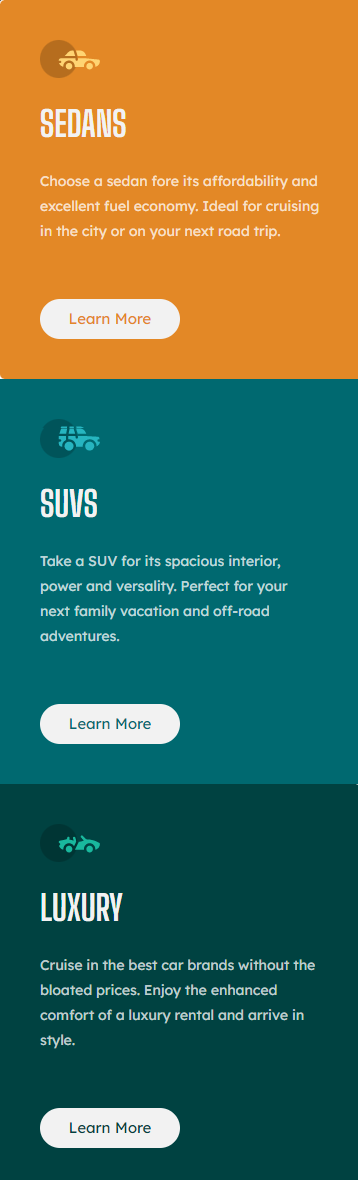 SEDANS
Choose a sedan fore its affordability and
excellent fuel economy. Ideal for cruising
in the city or on your next road trip.
Learn More
SUVS
Take a SUV for its spacious interior,
power and versality. Perfect for your
next family vacation and off-road
adventures.
Learn More
LUXURY
Cruise in the best car brands without the
bloated prices. Enjoy the enhanced
comfort of a luxury rental and arrive in
style.
Learn More